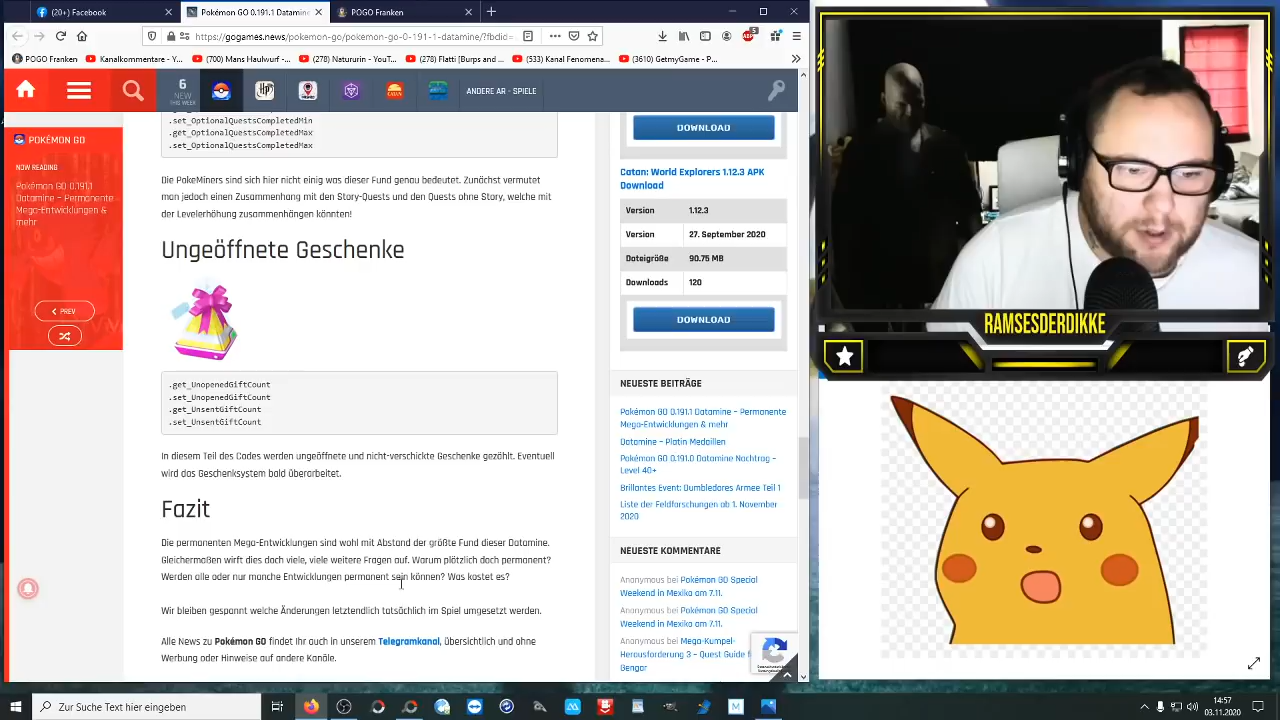 (20+) Facebook
Pokémon GO 0.191.1 Datamine
POGO Franken
https://gogames.news/pokemon-go/pokemon-go-0-191-1-datamine/?fbclid
POGO Franken
Kanalkommentare - Y...
(700) Mans Haulwurf -...
(278) Natururin - YouT...
(278) Flatti [Burps and ...
(533) Kanal Fenomena...
(3610) GetmyGame - P...
6
NEW
THIS WEEK
ANDERE AR - SPIELE
POKÉMON GO
NOW READING
Pokémon GO 0.191.1
Datamine – Permanente
Mega-Entwicklungen &
mehr
PREV
.set_OptionalQuestsCompletedMin
.get_OptionalQuestsCompletedMax
.set_OptionalQuestsCompletedMax
Die PokeMiners sind sich hier nicht einig was dieser Fund genau bedeutet. Zunächst vermutet
man jedoch einen Zusammenhang mit den Story-Quests und den Quests ohne Story, welche mit
der Levelerhöhung zusammenhängen könnten!
Ungeöffnete Geschenke
.get_UnopenedGiftCount
.set_UnopenedGiftCount
.get_UnsentGiftCount
.set_UnsentGiftCount
In diesem Teil des Codes werden ungeöffnete und nicht-verschickte Geschenke gezählt. Eventuell
wird das Geschenksystem bald überarbeitet.
Fazit
Die permanenten Mega-Entwicklungen sind wohl mit Abstand der größte Fund dieser Datamine.
Gleichermaßen wirft dies doch viele, viele weitere Fragen auf. Warum plötzlich doch permanent?
Werden alle oder nur manche Entwicklungen permanent sein können? Was kostet es?
Wir bleiben gespannt welche Änderungen letztendlich tatsächlich im Spiel umgesetzt werden.
Alle News zu Pokémon GO findet Ihr auch in unserem Telegramkanal, übersichtlich und ohne
Werbung oder Hinweise auf andere Kanäle.
DOWNLOAD
Catan: World Explorers 1.12.3 APK
Download
Version 1.12.3
Version 27. September 2020
Dateigröße 90.75 MB
Downloads 120
DOWNLOAD
NEUESTE BEITRÄGE
Pokémon GO 0.191.1 Datamine – Permanente
Mega-Entwicklungen & mehr
Datamine – Platin Medaillen
Pokémon GO 0.191.0 Datamine Nachtrag –
Level 40+
Brillantes Event: Dumbledores Armee Teil 1
Liste der Feldforschungen ab 1. November
2020
NEUESTE KOMMENTARE
Anonymous bei Pokémon GO Special
Weekend in Mexika am 7.11.
Anonymous bei Pokémon GO Special
Weekend in Mexika am 7.11.
Anonymous bei Mega-Kumpel-
Herausforderung 3 – Quest Guide
Gengar
RAMSESDERDIKKE
Zur Suche Text hier eingeben
14:57
03.11.2020